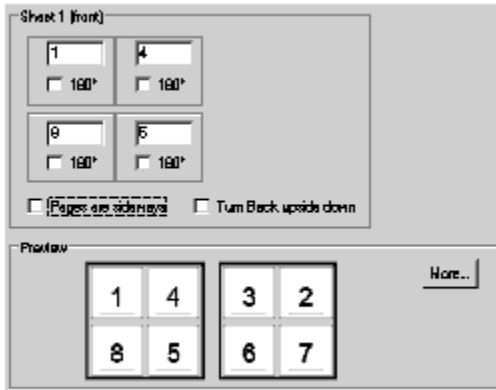 Sheet 1 (front)
1 4
180° 180°
8 5
180° 180°
Pages are sideways Turn Back upside down
Preview
More...
1 4 3 2
8 5 6 7